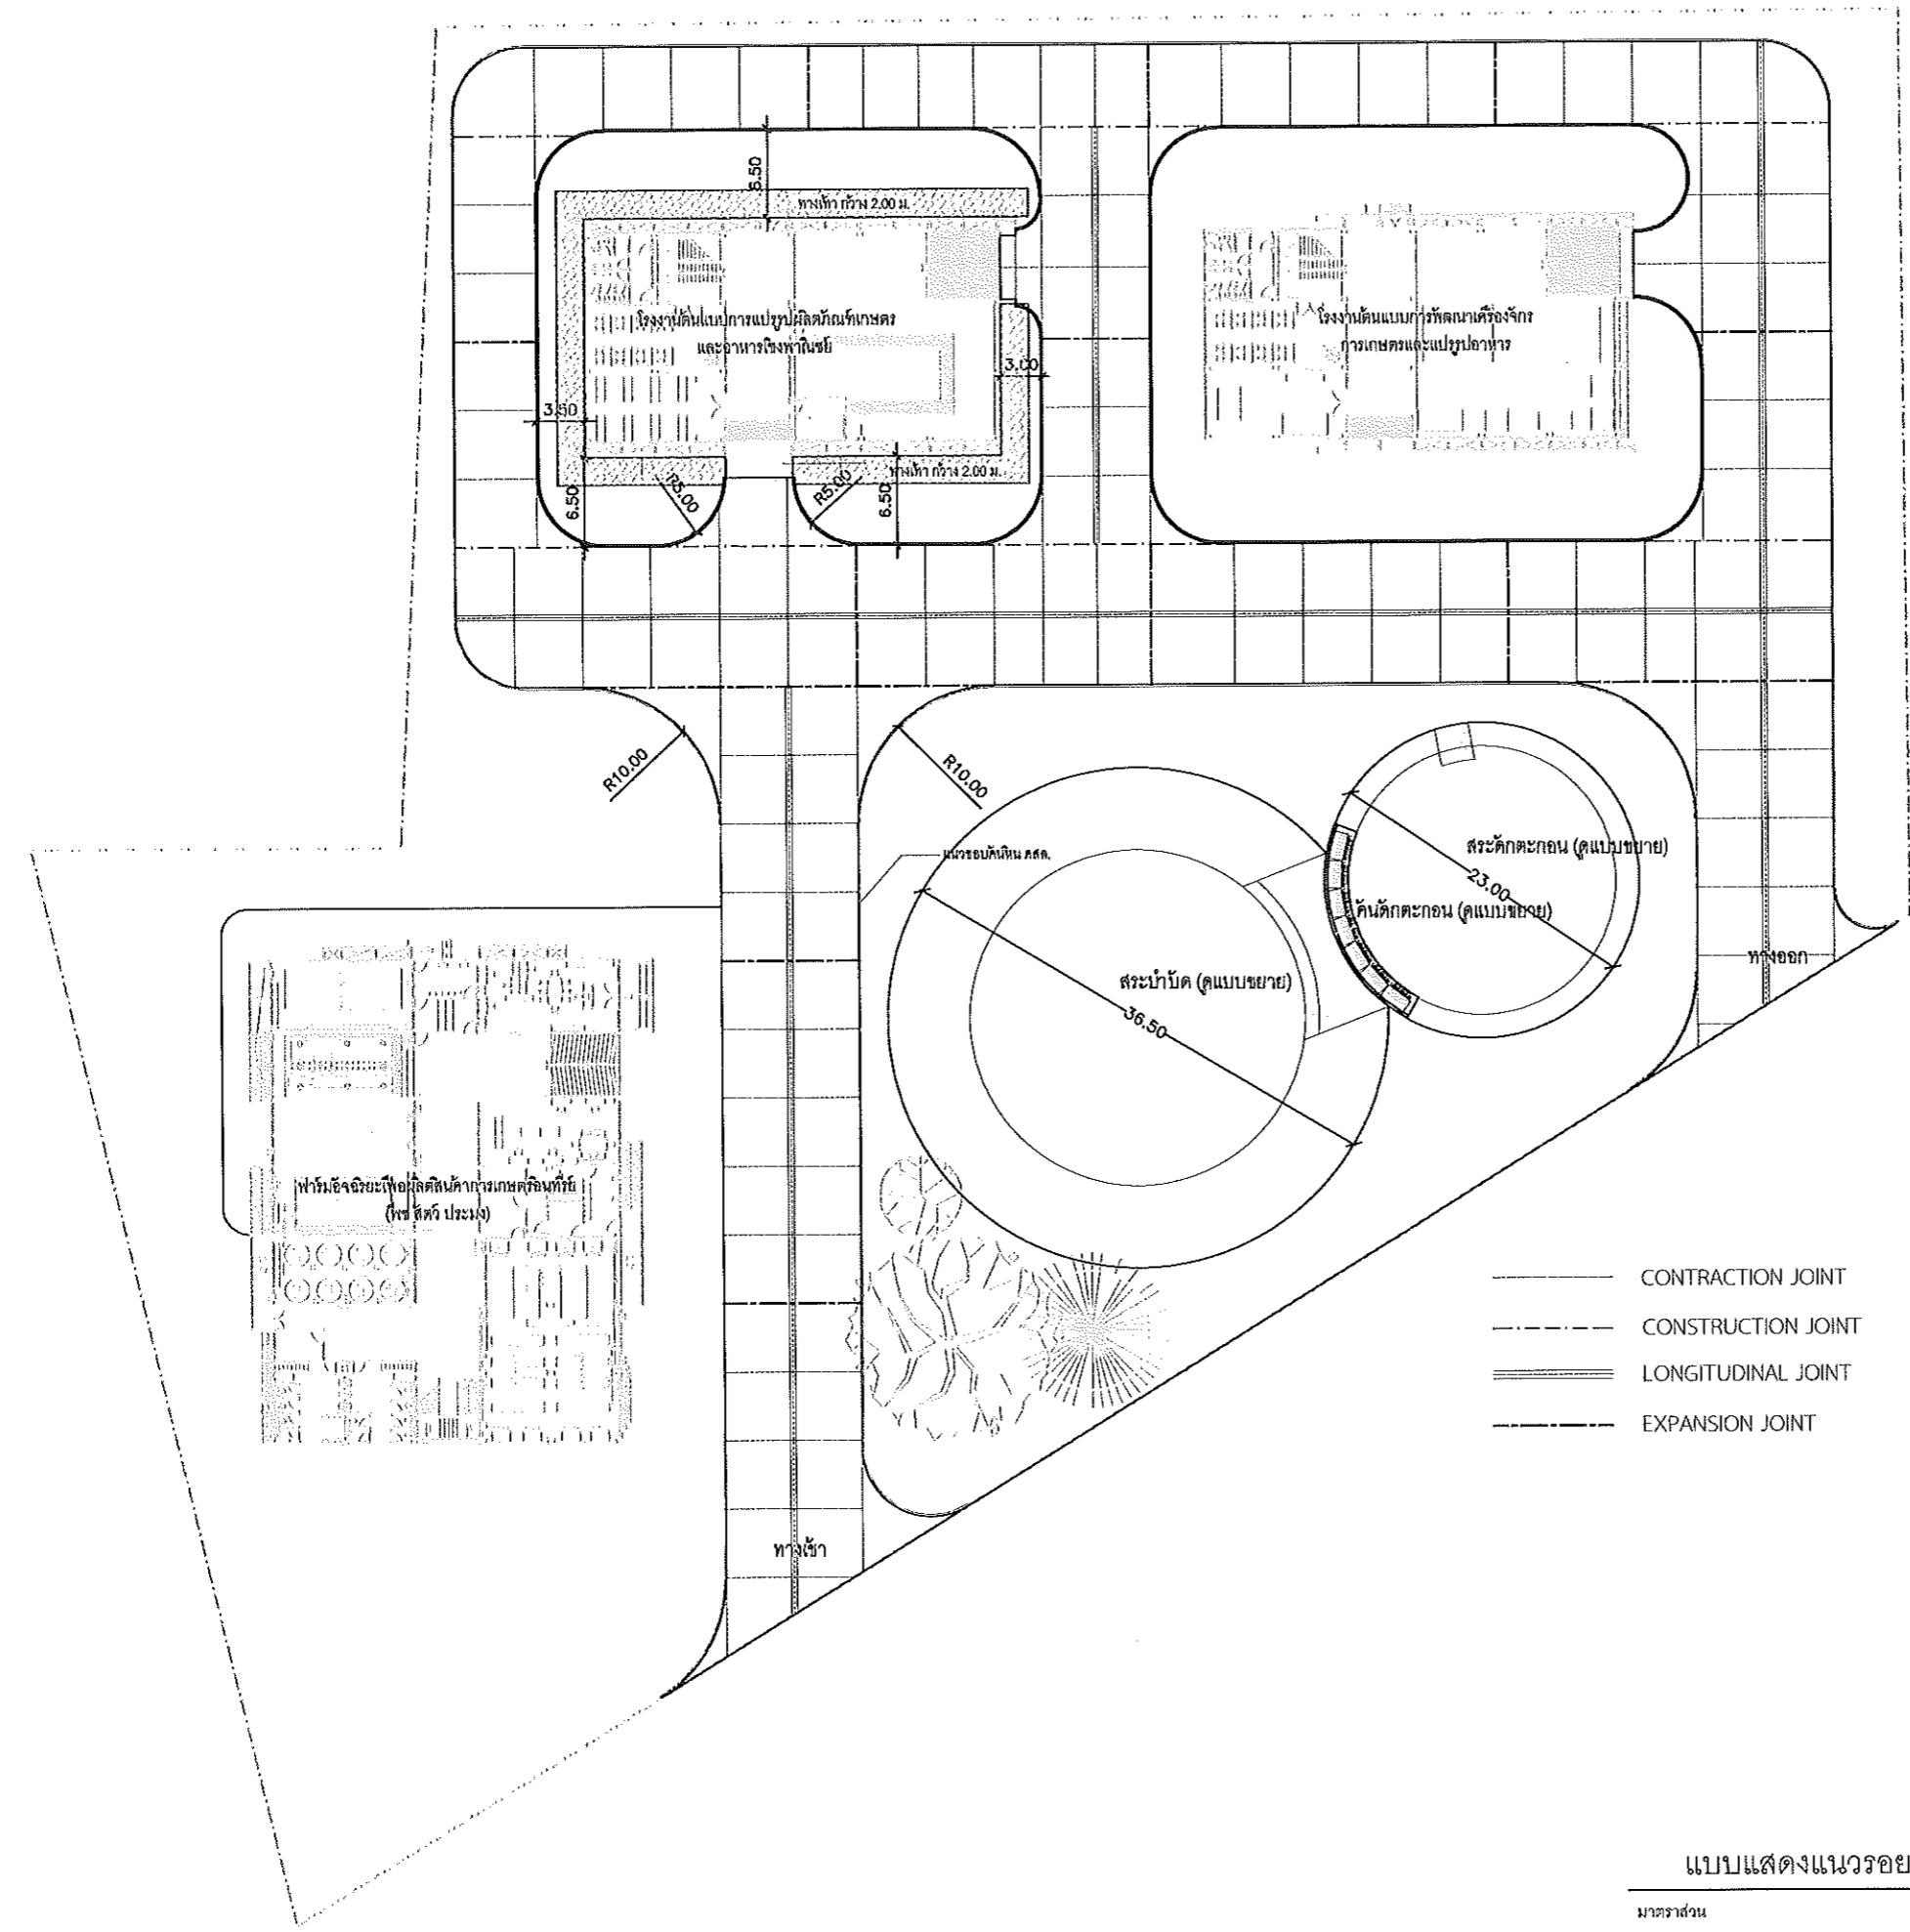 6.50
ทางเท้า กว้าง 2.00 ม.
โรงงานต้นแบบการแปรรูปผลิตภัณฑ์เกษตร
และอาหารเชิงพาณิชย์
โรงงานต้นแบบการพัฒนาเครื่องจักร
การเกษตรและแปรรูปอาหาร
3.00
3.50
ทางเท้า กว้าง 2.00 ม.
6.50
R5.00
R5.00
6.50
R10.00
R10.00
แนวขอบคันหิน คสล.
สระดักตะกอน (ดูแบบขยาย)
23.00
คันดักตะกอน (ดูแบบขยาย)
ทางออก
สระบำบัด (ดูแบบขยาย)
36.50
ฟาร์มอัจฉริยะเพื่อผลิตสินค้าการเกษตรอินทรีย์
(พืช สัตว์ ประมง)
CONTRACTION JOINT
CONSTRUCTION JOINT
LONGITUDINAL JOINT
EXPANSION JOINT
ทางเข้า
แบบแสดงแนวรอย
มาตราส่วน